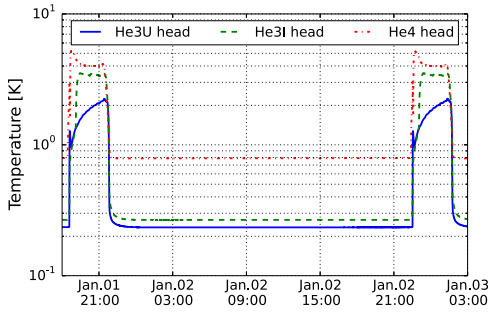 10¹
He3U head He3I head He4 head
10⁰
10⁻¹
Temperature [K]
Jan.01 Jan.02 Jan.02 Jan.02 Jan.02 Jan.03
21:00 03:00 09:00 15:00 21:00 03:00